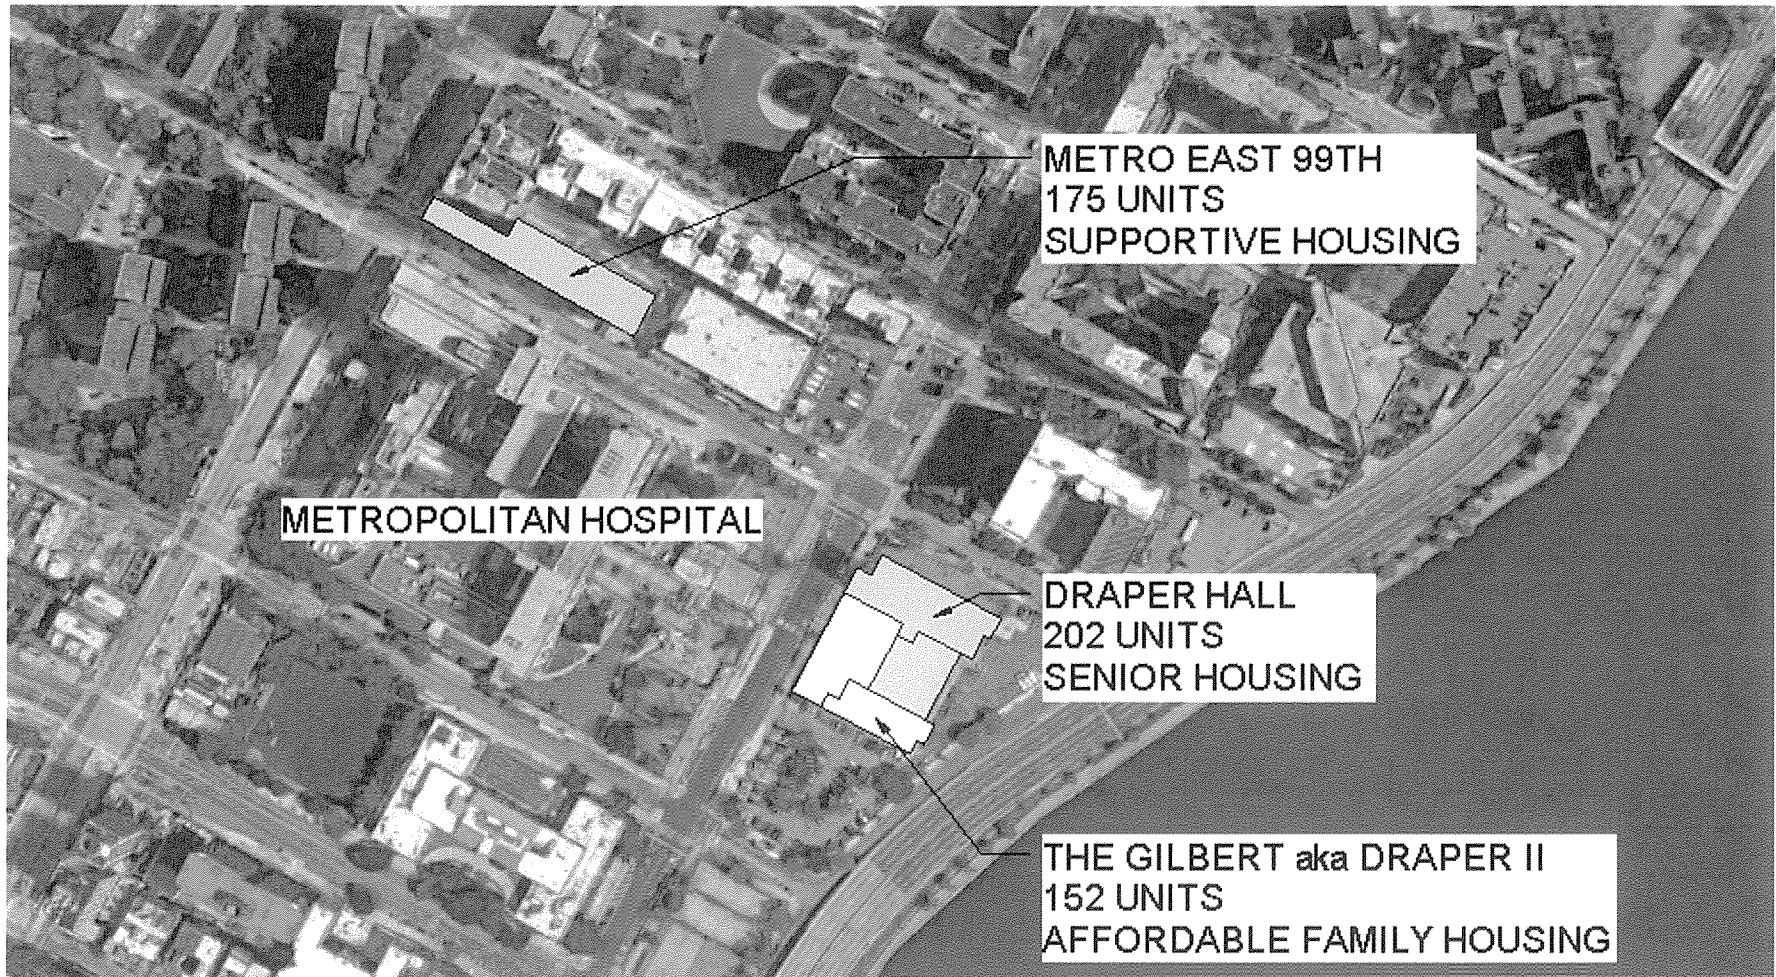 METRO EAST 99TH
175 UNITS
SUPPORTIVE HOUSING
METROPOLITAN HOSPITAL
DRAPER HALL
202 UNITS
SENIOR HOUSING
THE GILBERT aka DRAPER II
152 UNITS
AFFORDABLE FAMILY HOUSING